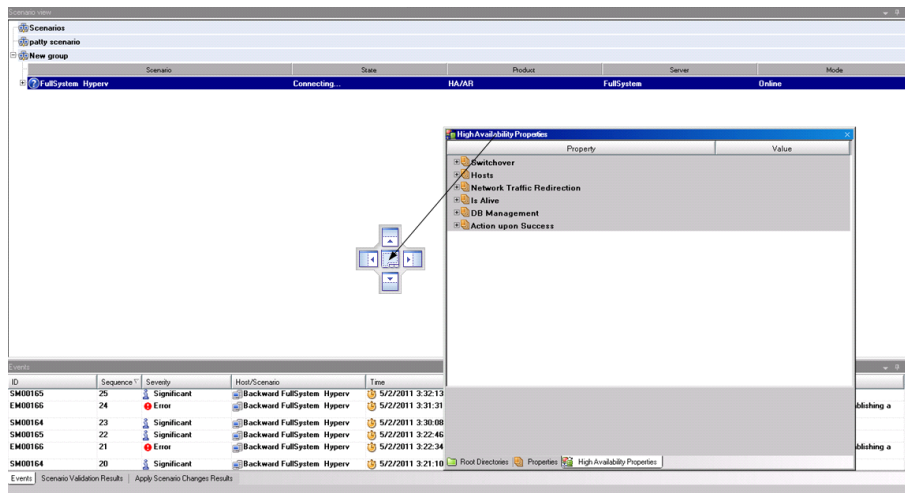 Scenario view
Scenarios
patty scenario
New group
Scenario State Product Server Mode
FullSystem Hyperv Connecting... HA/AR FullSystem Online
High Availability Properties
Property Value
Switchover
Hosts
Network Traffic Redirection
Is Alive
DB Management
Action upon Success
Events
ID Sequence Severity Host/Scenario Time
SM00165 25 Significant Backward FullSystem Hyperv 5/2/2011 3:32:13
EM00166 24 Error Backward FullSystem Hyperv 5/2/2011 3:31:31 blishing a
SM00164 23 Significant Backward FullSystem Hyperv 5/2/2011 3:30:08
SM00165 22 Significant Backward FullSystem Hyperv 5/2/2011 3:22:46
EM00166 21 Error Backward FullSystem Hyperv 5/2/2011 3:22:34 blishing a
SM00164 20 Significant Backward FullSystem Hyperv 5/2/2011 3:21:10
Root Directories Properties High Availability Properties
Events Scenario Validation Results Apply Scenario Changes Results